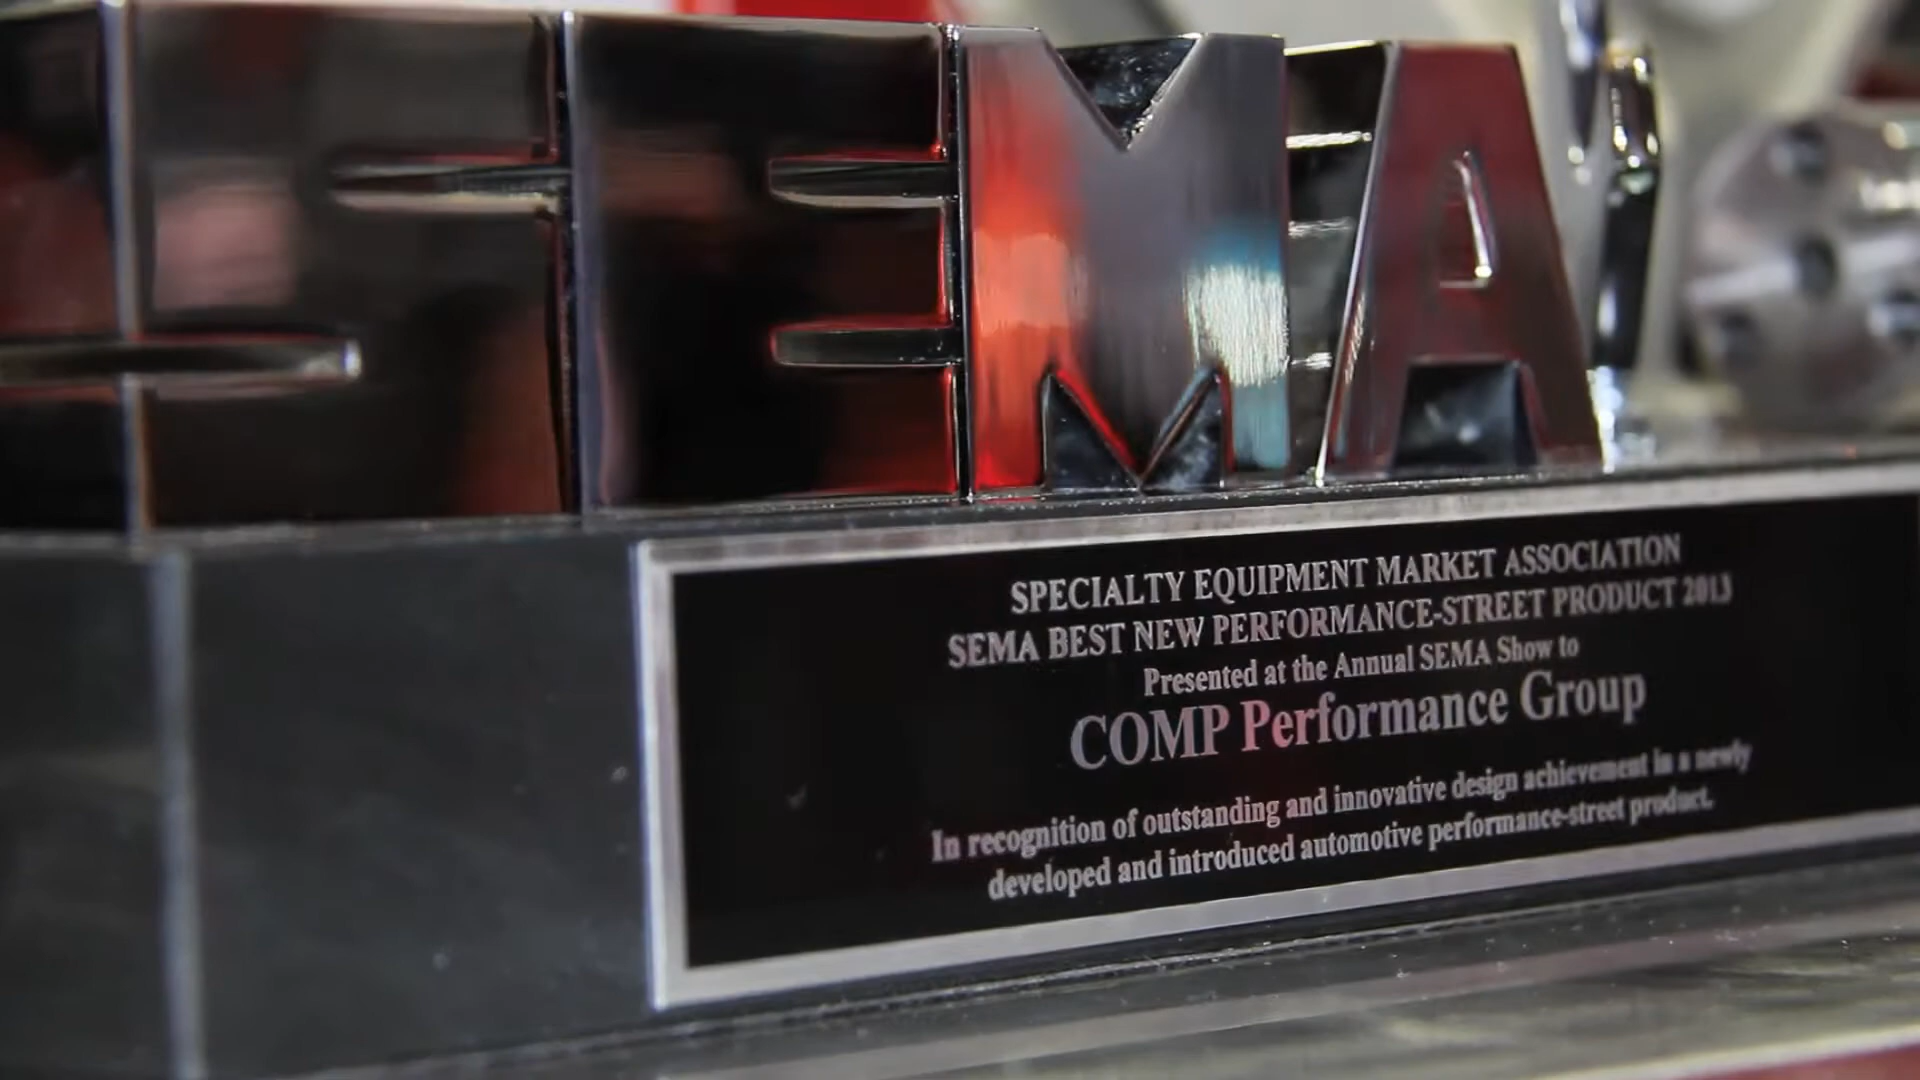 SEMA
SPECIALTY EQUIPMENT MARKET ASSOCIATION
SEMA BEST NEW PERFORMANCE-STREET PRODUCT 2013
Presented at the Annual SEMA Show to
COMP Performance Group
In recognition of outstanding and innovative design achievement in a newly
developed and introduced automotive performance-street product.